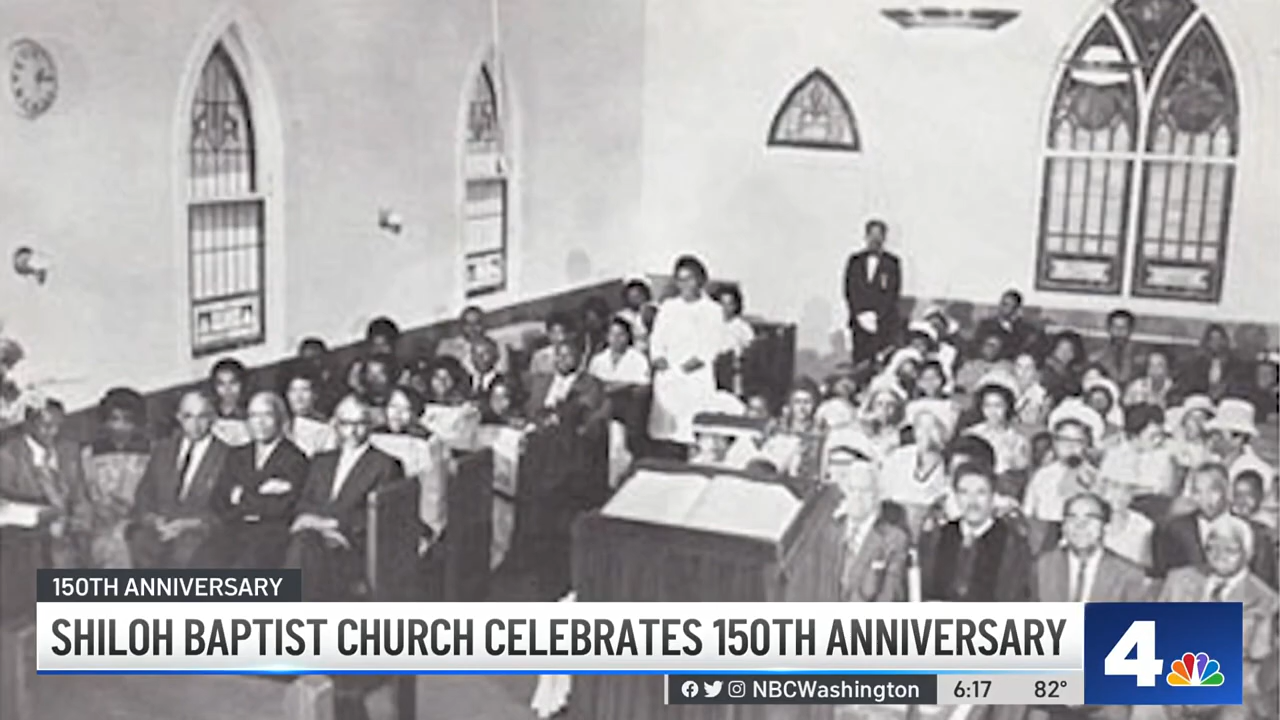 150TH ANNIVERSARY
SHILOH BAPTIST CHURCH CELEBRATES 150TH ANNIVERSARY
4
NBCWashington 6:17 82°